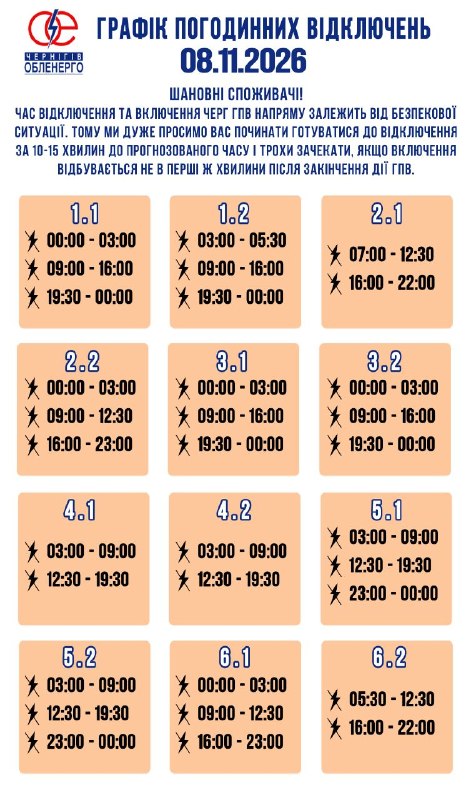 ЧЕРНІГІВ
ОБЛЕНЕРГО
ГРАФІК ПОГОДИННИХ ВІДКЛЮЧЕНЬ
08.11.2026
ШАНОВНІ СПОЖИВАЧІ!
ЧАС ВІДКЛЮЧЕННЯ ТА ВКЛЮЧЕННЯ ЧЕРГ ГПВ НАПРЯМУ ЗАЛЕЖИТЬ ВІД БЕЗПЕКОВОЇ
СИТУАЦІЇ. ТОМУ МИ ДУЖЕ ПРОСИМО ВАС ПОЧИНАТИ ГОТУВАТИСЯ ДО ВІДКЛЮЧЕННЯ
ЗА 10-15 ХВИЛИН ДО ПРОГНОЗОВАНОГО ЧАСУ І ТРОХИ ЗАЧЕКАТИ, ЯКЩО ВКЛЮЧЕННЯ
ВІДБУВАЄТЬСЯ НЕ В ПЕРШІ Ж ХВИЛИНИ ПІСЛЯ ЗАКІНЧЕННЯ ДІЇ ГПВ.
1.1
00:00 - 03:00
09:00 - 16:00
19:30 - 00:00
1.2
03:00 - 05:30
09:00 - 16:00
19:30 - 00:00
2.1
07:00 - 12:30
16:00 - 22:00
2.2
00:00 - 03:00
09:00 - 12:30
16:00 - 23:00
3.1
00:00 - 03:00
09:00 - 16:00
19:30 - 00:00
3.2
00:00 - 03:00
09:00 - 16:00
19:30 - 00:00
4.1
03:00 - 09:00
12:30 - 19:30
4.2
03:00 - 09:00
12:30 - 19:30
5.1
03:00 - 09:00
12:30 - 19:30
23:00 - 00:00
5.2
03:00 - 09:00
12:30 - 19:30
23:00 - 00:00
6.1
00:00 - 03:00
09:00 - 12:30
16:00 - 23:00
6.2
05:30 - 12:30
16:00 - 22:00